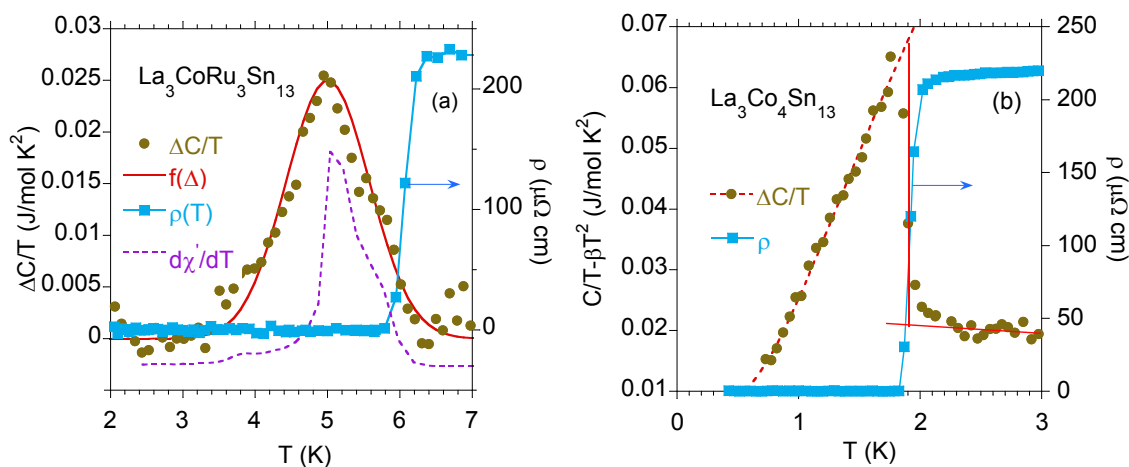 0.03
0.025
0.02
0.015
0.01
0.005
0
ΔC/T (J/mol K²)
La₃CoRu₃Sn₁₃
(a)
ΔC/T
f(Δ)
ρ(T)
dχ'/dT
200
100
0
ρ (μΩ cm)
2 3 4 5 6 7
T (K)
0.07
0.06
0.05
0.04
0.03
0.02
0.01
C/T-βT² (J/mol K²)
La₃Co₄Sn₁₃
(b)
ΔC/T
ρ
250
200
150
100
50
0
ρ (μΩ cm)
0 1 2 3
T (K)